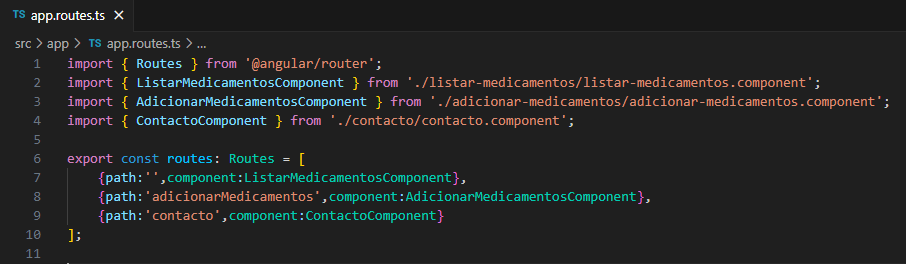 TS app.routes.ts ×
src > app > TS app.routes.ts > ...
1 import { Routes } from '@angular/router';
2 import { ListarMedicamentosComponent } from './listar-medicamentos/listar-medicamentos.component';
3 import { AdicionarMedicamentosComponent } from './adicionar-medicamentos/adicionar-medicamentos.component';
4 import { ContactoComponent } from './contacto/contacto.component';
5
6 export const routes: Routes = [
7     {path:'',component:ListarMedicamentosComponent},
8     {path:'adicionarMedicamentos',component:AdicionarMedicamentosComponent},
9     {path:'contacto',component:ContactoComponent}
10 ];
11